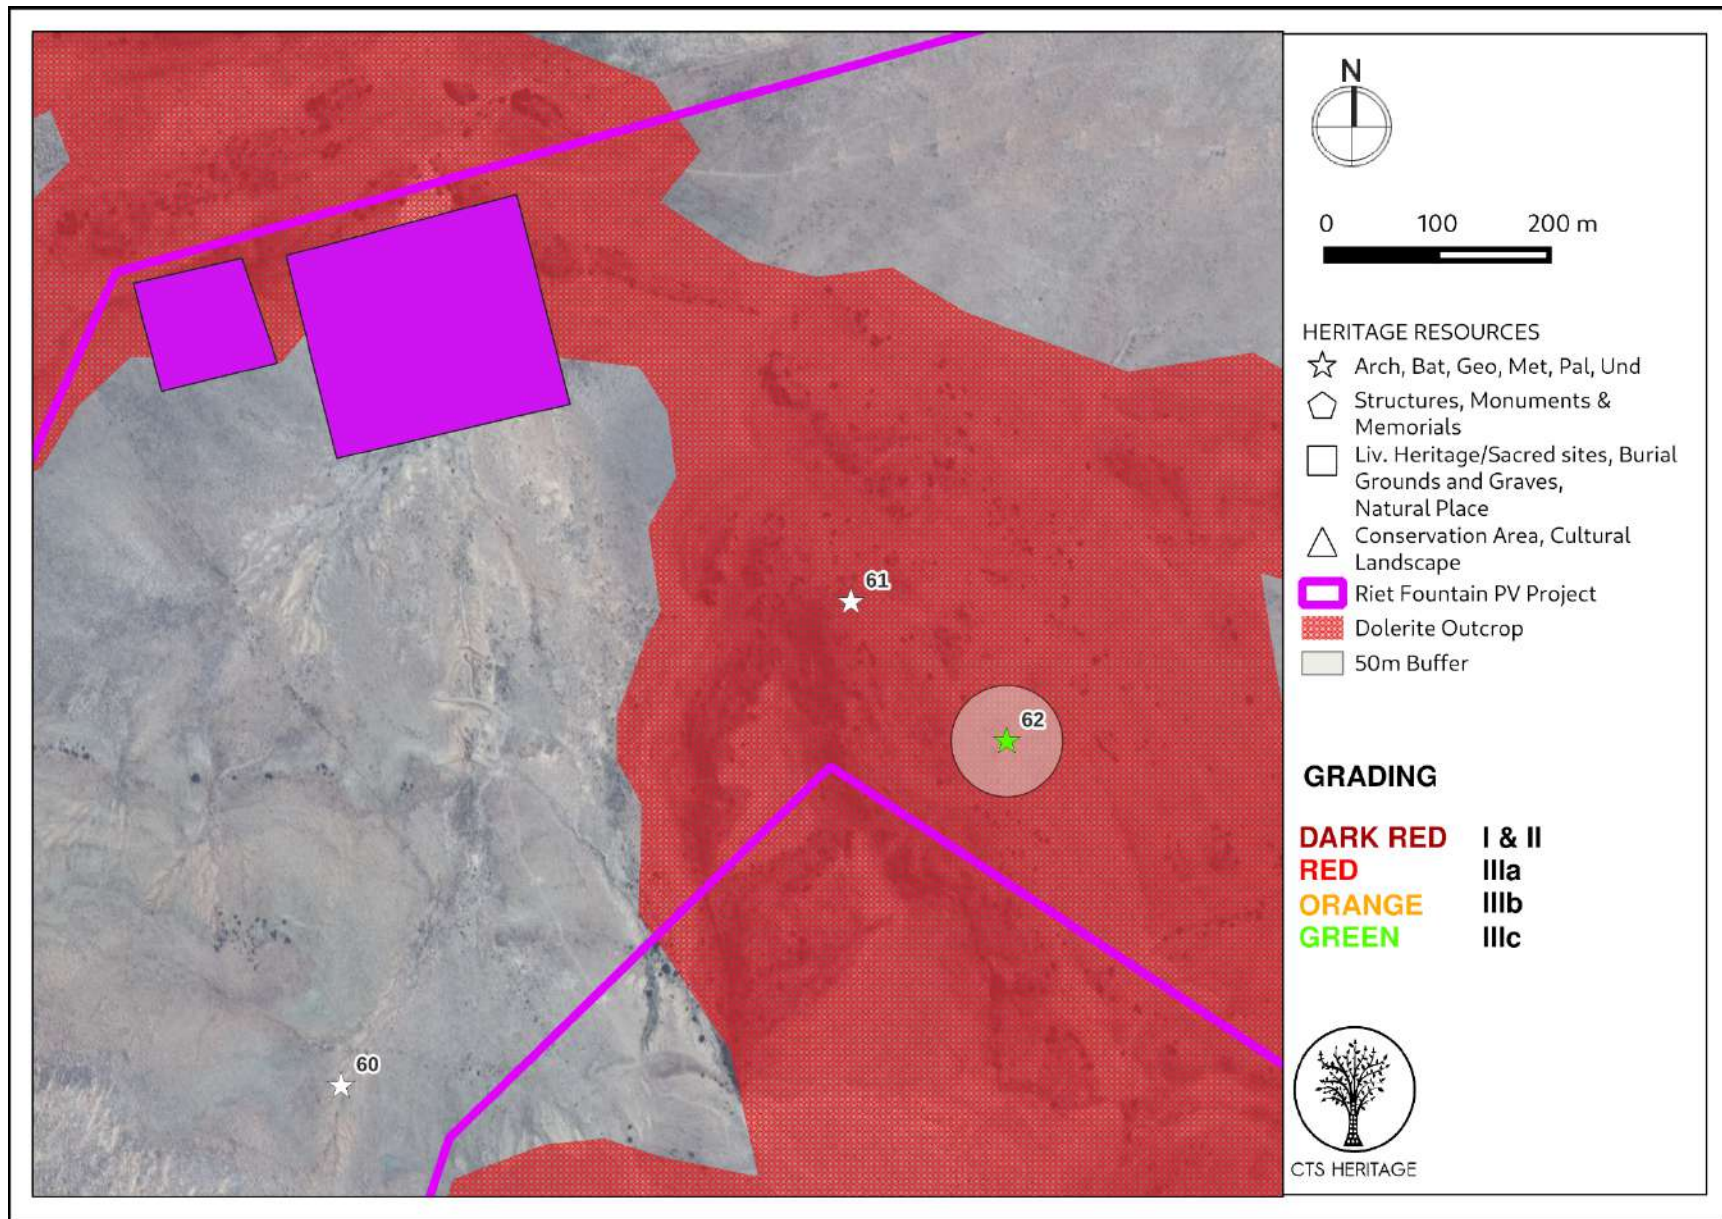 61
62
60
N
0 100 200 m
HERITAGE RESOURCES
Arch, Bat, Geo, Met, Pal, Und
Structures, Monuments &
Memorials
Liv. Heritage/Sacred sites, Burial
Grounds and Graves,
Natural Place
Conservation Area, Cultural
Landscape
Riet Fountain PV Project
Dolerite Outcrop
50m Buffer
GRADING
DARK RED I & II
RED IIIa
ORANGE IIIb
GREEN IIIc
CTS HERITAGE